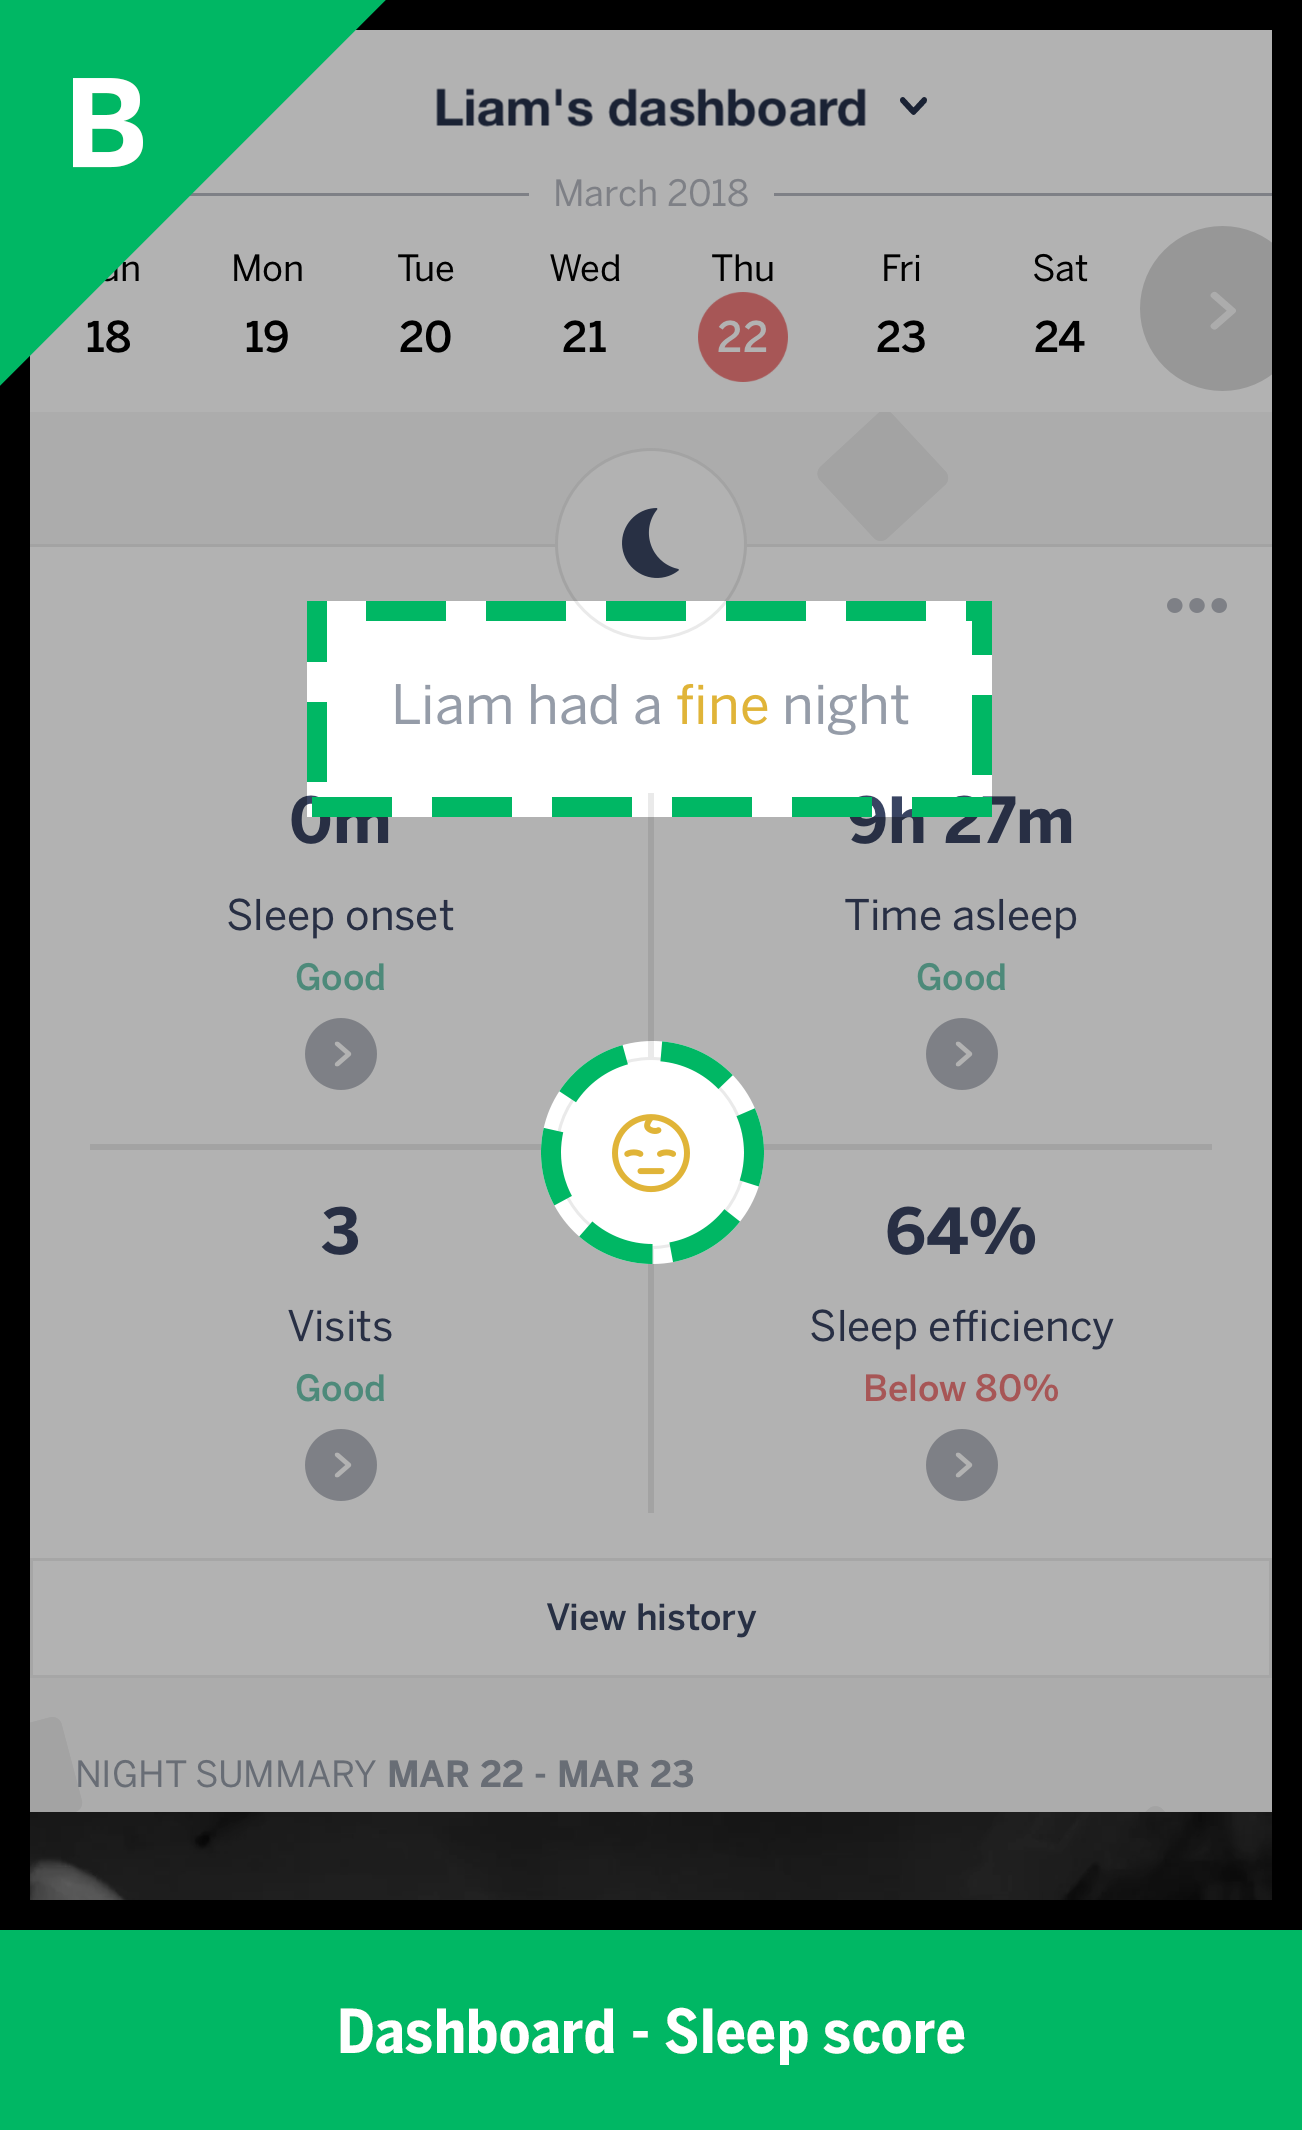 B
Liam's dashboard
March 2018
Mon Tue Wed Thu Fri Sat
18 19 20 21 22 23 24
Liam had a fine night
0m 9h 27m
Sleep onset Time asleep
Good Good
3 64%
Visits Sleep efficiency
Good Below 80%
View history
NIGHT SUMMARY MAR 22 - MAR 23
Dashboard - Sleep score